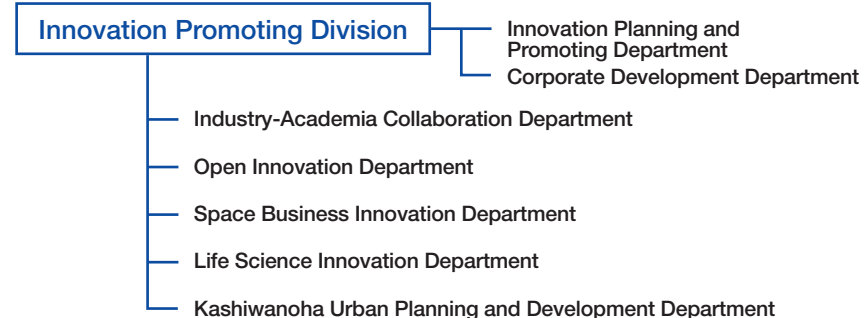 Innovation Promoting Division
Innovation Planning and
Promoting Department
Corporate Development Department
Industry-Academia Collaboration Department
Open Innovation Department
Space Business Innovation Department
Life Science Innovation Department
Kashiwanoha Urban Planning and Development Department